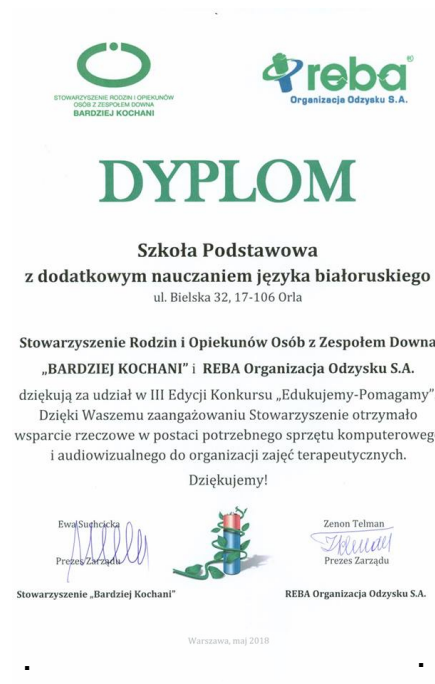 STOWARZYSZENIE RODZIN I OPIEKUNÓW
OSÓB Z ZESPOŁEM DOWNA
BARDZIEJ KOCHANI
reba
Organizacja Odzysku S.A.
DYPLOM
Szkoła Podstawowa
z dodatkowym nauczaniem języka białoruskiego
ul. Bielska 32, 17-106 Orla
Stowarzyszenie Rodzin i Opiekunów Osób z Zespołem Downa
„BARDZIEJ KOCHANI” i REBA Organizacja Odzysku S.A.
dziękują za udział w III Edycji Konkursu „Edukujemy-Pomagamy”
Dzięki Waszemu zaangażowaniu Stowarzyszenie otrzymało
wsparcie rzeczowe w postaci potrzebnego sprzętu komputeroweg
i audiowizualnego do organizacji zajęć terapeutycznych.
Dziękujemy!
Ewa Suchcicka
Prezes Zarządu
Stowarzyszenie „Bardziej Kochani”
Zenon Telman
Prezes Zarządu
REBA Organizacja Odzysku S.A.
Warszawa, maj 2018